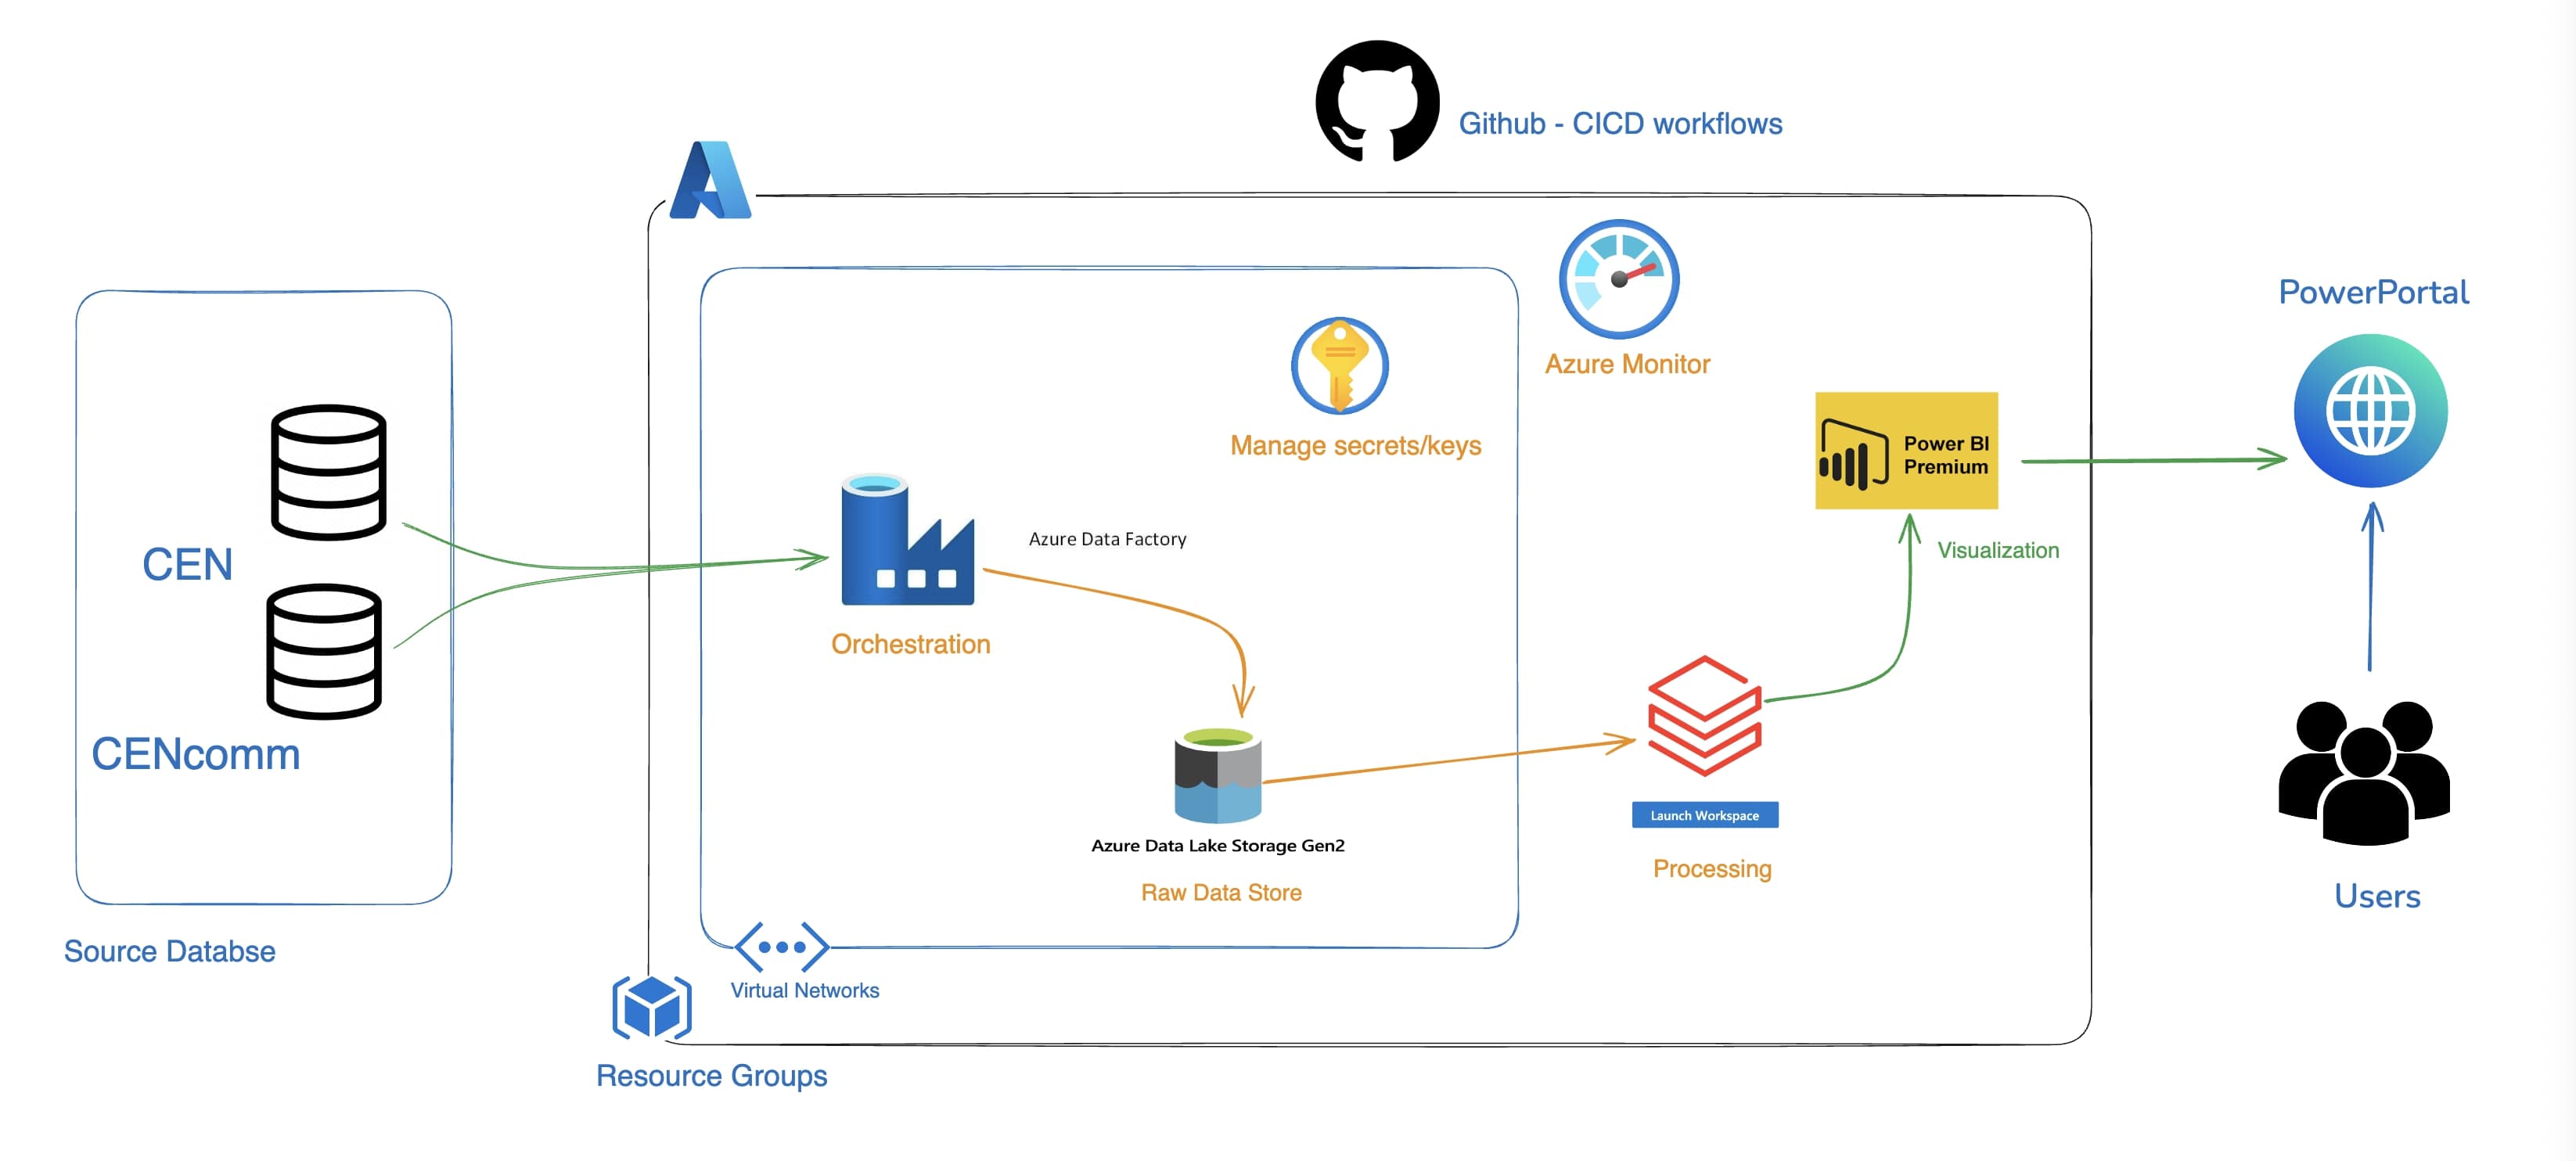 Github - CICD workflows
PowerPortal
Azure Monitor
Manage secrets/keys
Power BI
Premium
Azure Data Factory
Visualization
CEN
Orchestration
CENcomm
Launch Workspace
Azure Data Lake Storage Gen2
Processing
Raw Data Store
Users
Source Databse
Virtual Networks
Resource Groups